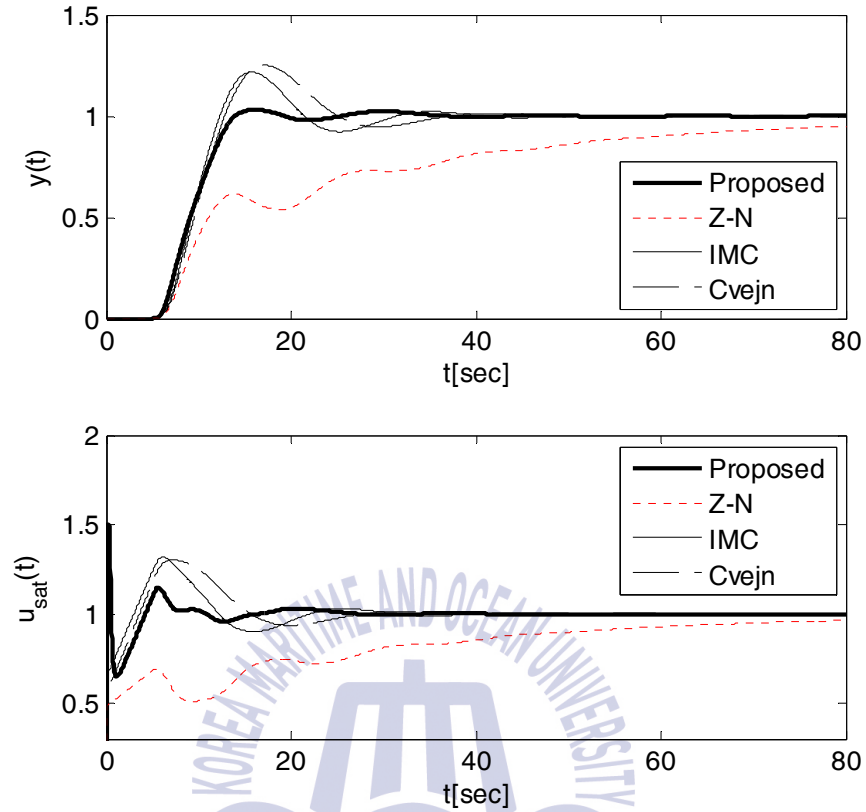 1.5
1
0.5
0
y(t)
Proposed
Z-N
IMC
Cvejn
0 20 40 60 80
t[sec]
2
1.5
1
0.5
u_sat(t)
Proposed
Z-N
IMC
Cvejn
KOREA MARITIME AND OCEAN UNIVERSITY
0 20 40 60 80
t[sec]